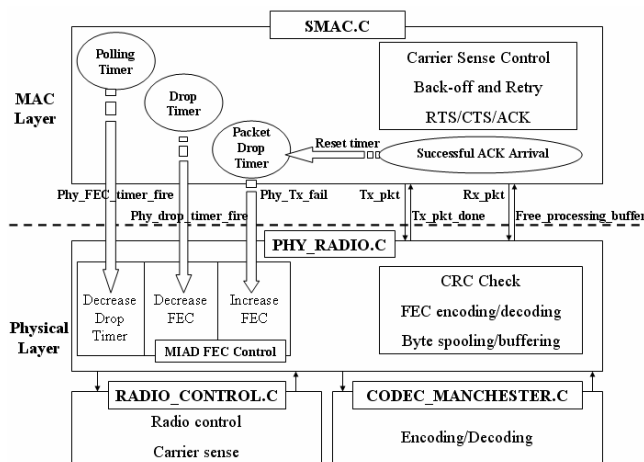 SMAC.C
Polling
Timer
Drop
Timer
Packet
Drop
Timer
Carrier Sense Control
Back-off and Retry
RTS/CTS/ACK
MAC
Layer
Reset timer
Successful ACK Arrival
Phy_FEC_timer_fire
Phy_drop_timer_fire
Phy_Tx_fail
Tx_pkt
Rx_pkt
Tx_pkt_done
Free_processing_buffer
PHY_RADIO.C
Physical
Layer
Decrease
Drop
Timer
Decrease
FEC
Increase
FEC
MIAD FEC Control
CRC Check
FEC encoding/decoding
Byte spooling/buffering
RADIO_CONTROL.C
Radio control
Carrier sense
CODEC_MANCHESTER.C
Encoding/Decoding